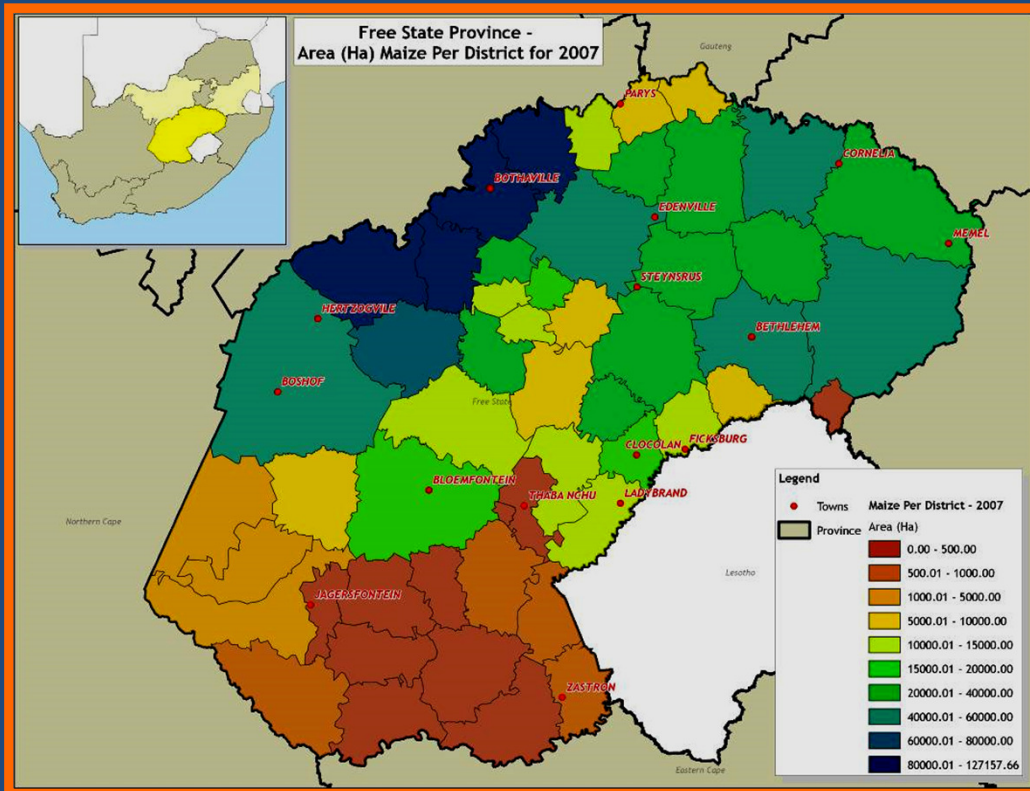 Free State Province -
Area (Ha) Maize Per District for 2007
Gauteng
PARYS
CORNELIA
BOTHAVILLE
EDENVILLE
MEMEL
STEYNSRUS
HERTZOGVILE
BETHLEHEM
BOSHOF
Free State
CLOCOLAN
FICKSBURG
BLOEMFONTEIN
THABA NCHU
LADYBRAND
Northern Cape
Lesotho
JAGERSFONTEIN
ZASTRON
Eastern Cape
Legend
Towns
Province
Maize Per District - 2007
Area (Ha)
0.00 - 500.00
500.01 - 1000.00
1000.01 - 5000.00
5000.01 - 10000.00
10000.01 - 15000.00
15000.01 - 20000.00
20000.01 - 40000.00
40000.01 - 60000.00
60000.01 - 80000.00
80000.01 - 127157.66